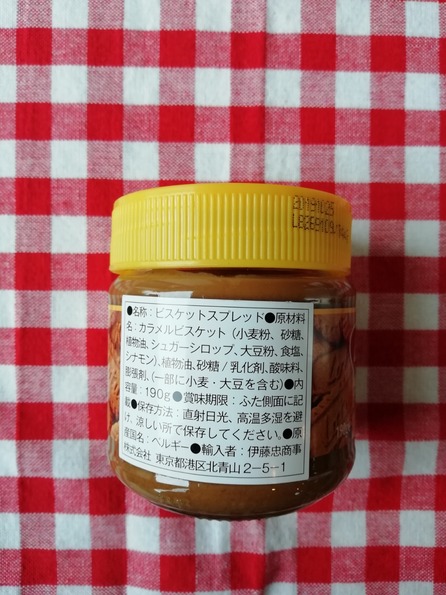 20191025
●名称：ビスケットスプレッド●原材料
名：カラメルビスケット（小麦粉、砂糖、
植物油、シュガーシロップ、大豆粉、食塩、
シナモン）、植物油、砂糖／乳化剤、酸味料、
膨張剤、（一部に小麦・大豆を含む）●内
容量：190g●賞味期限：ふた側面に記
載●保存方法：直射日光、高温多湿を避
け、涼しい所で保存してください。●原
産国名：ベルギー●輸入者：伊藤忠商事
株式会社 東京都港区北青山2-5-1